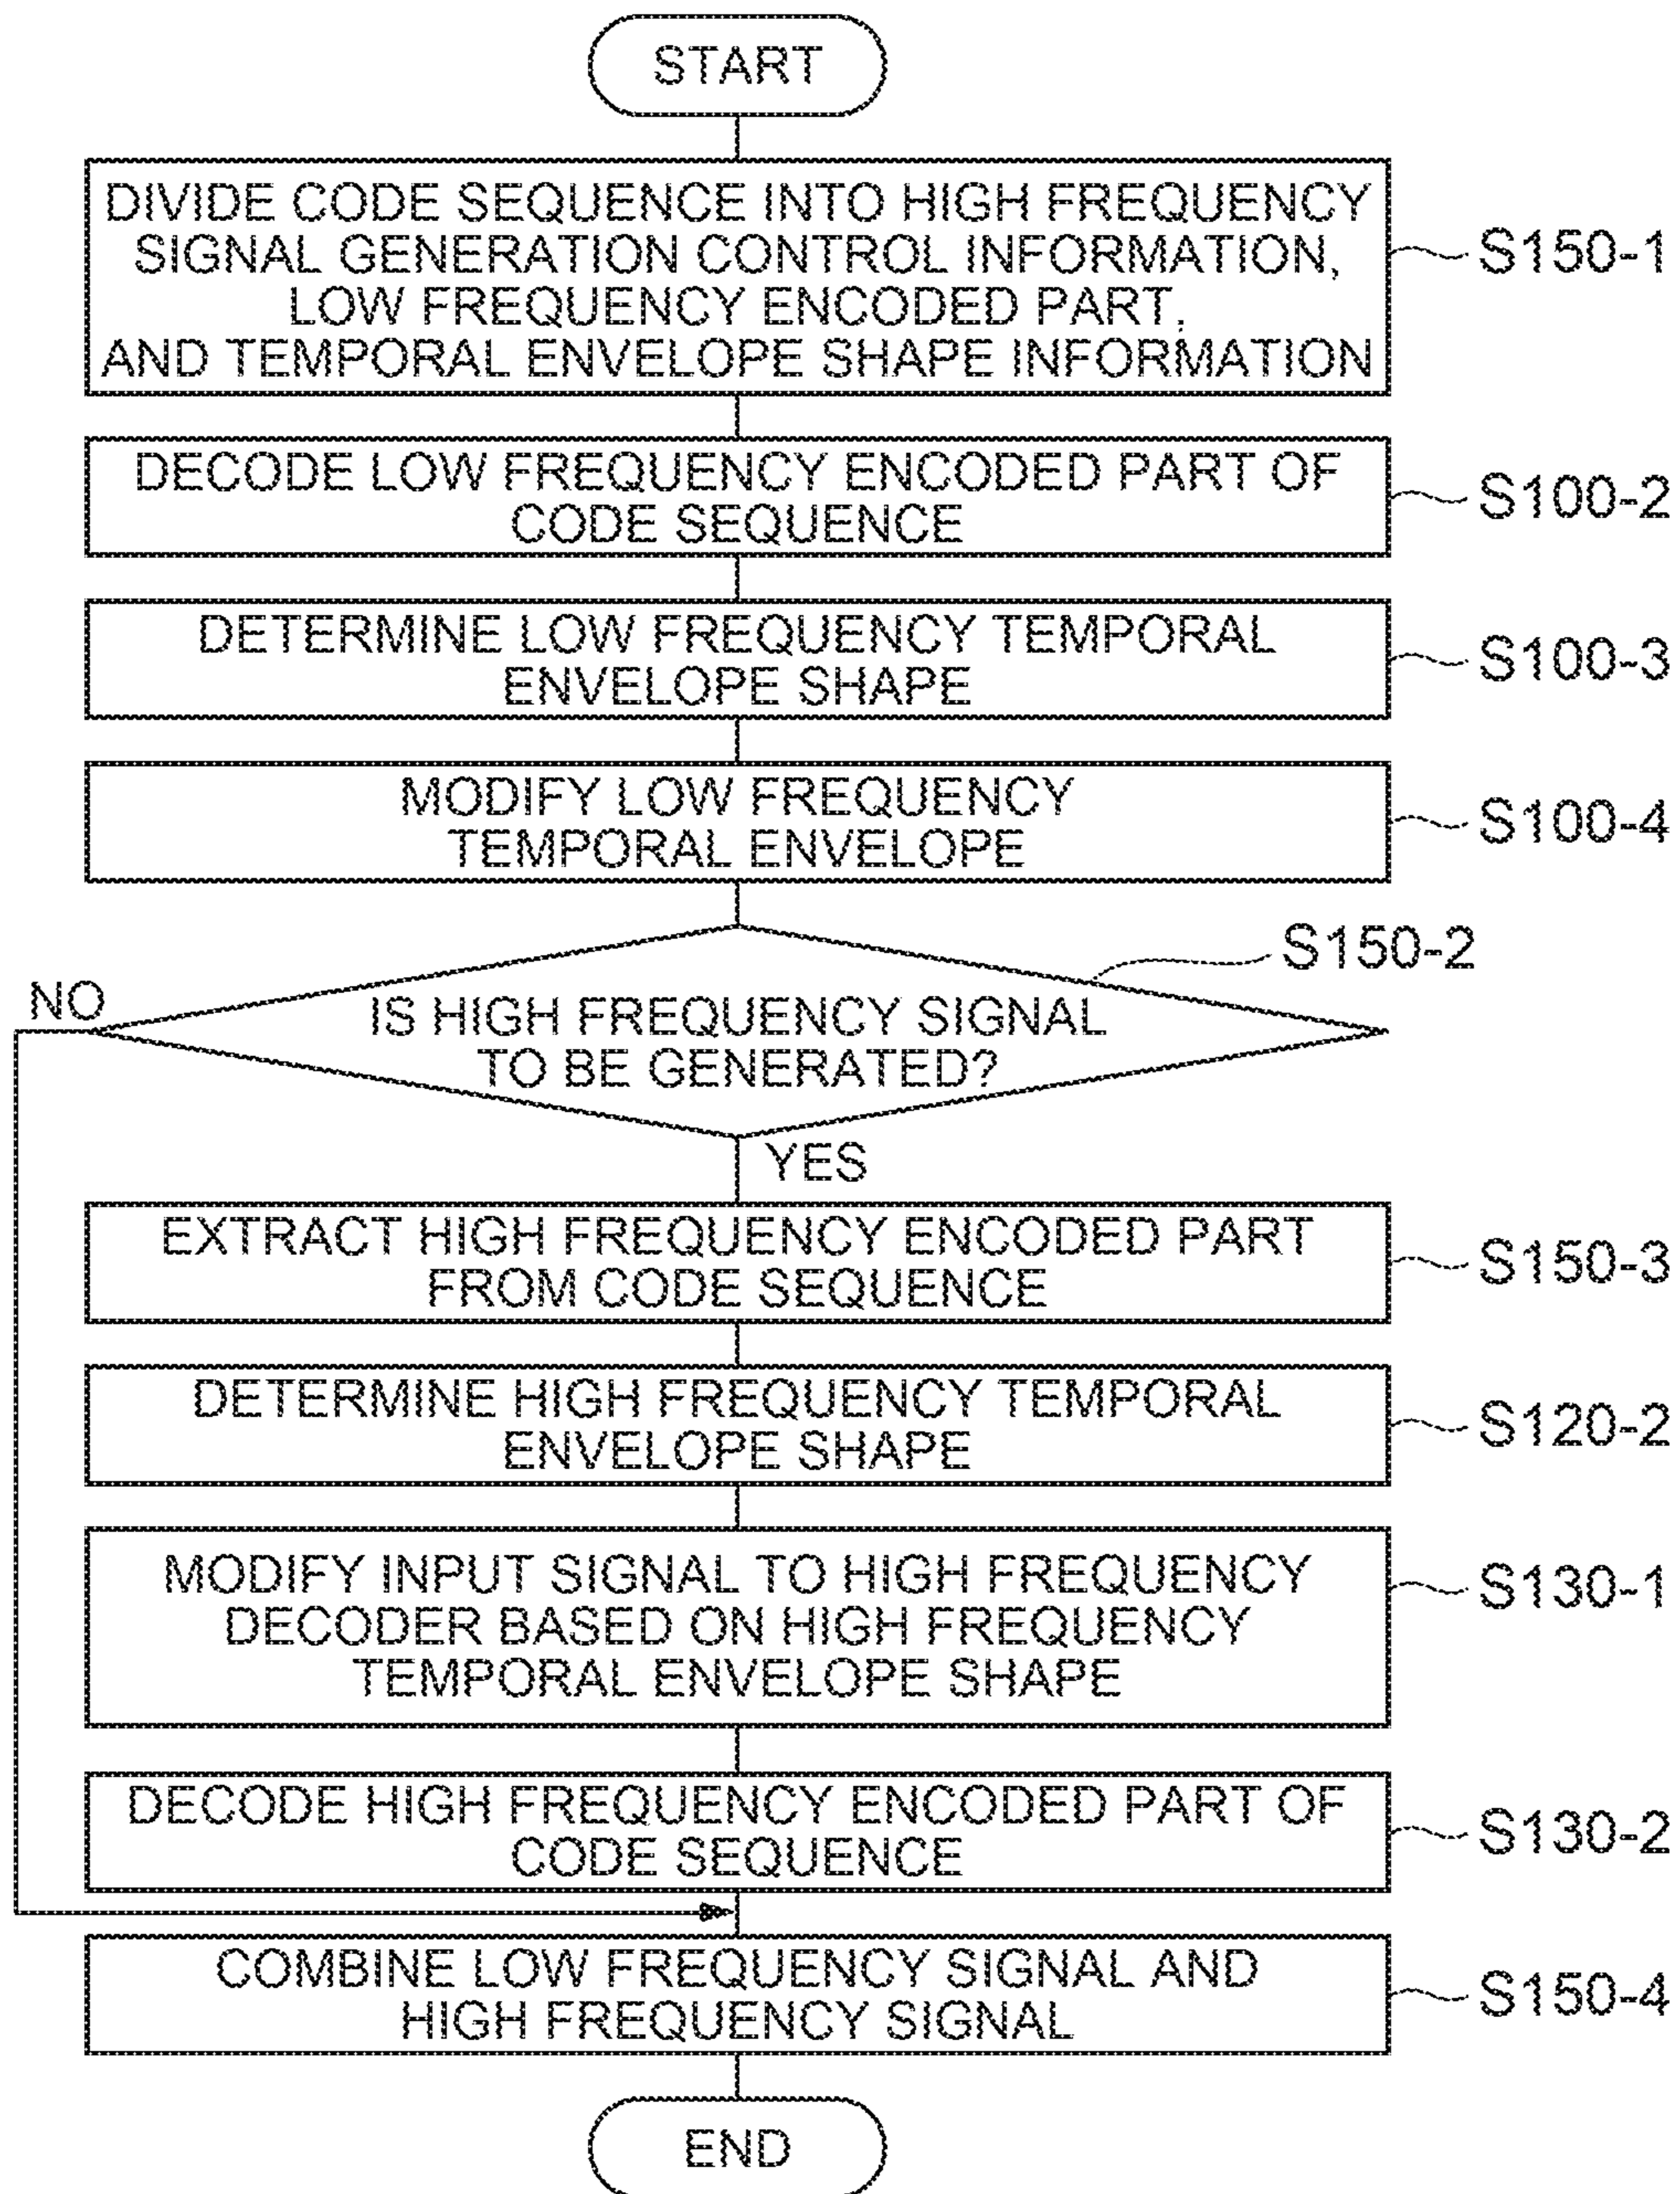 START
DIVIDE CODE SEQUENCE INTO HIGH FREQUENCY
SIGNAL GENERATION CONTROL INFORMATION,
LOW FREQUENCY ENCODED PART,
AND TEMPORAL ENVELOPE SHAPE INFORMATION
S150-1
DECODE LOW FREQUENCY ENCODED PART OF
CODE SEQUENCE
S100-2
DETERMINE LOW FREQUENCY TEMPORAL
ENVELOPE SHAPE
S100-3
MODIFY LOW FREQUENCY
TEMPORAL ENVELOPE
S100-4
S150-2
NO
IS HIGH FREQUENCY SIGNAL
TO BE GENERATED?
YES
EXTRACT HIGH FREQUENCY ENCODED PART
FROM CODE SEQUENCE
S150-3
DETERMINE HIGH FREQUENCY TEMPORAL
ENVELOPE SHAPE
S120-2
MODIFY INPUT SIGNAL TO HIGH FREQUENCY
DECODER BASED ON HIGH FREQUENCY
TEMPORAL ENVELOPE SHAPE
S130-1
DECODE HIGH FREQUENCY ENCODED PART OF
CODE SEQUENCE
S130-2
COMBINE LOW FREQUENCY SIGNAL AND
HIGH FREQUENCY SIGNAL
S150-4
END